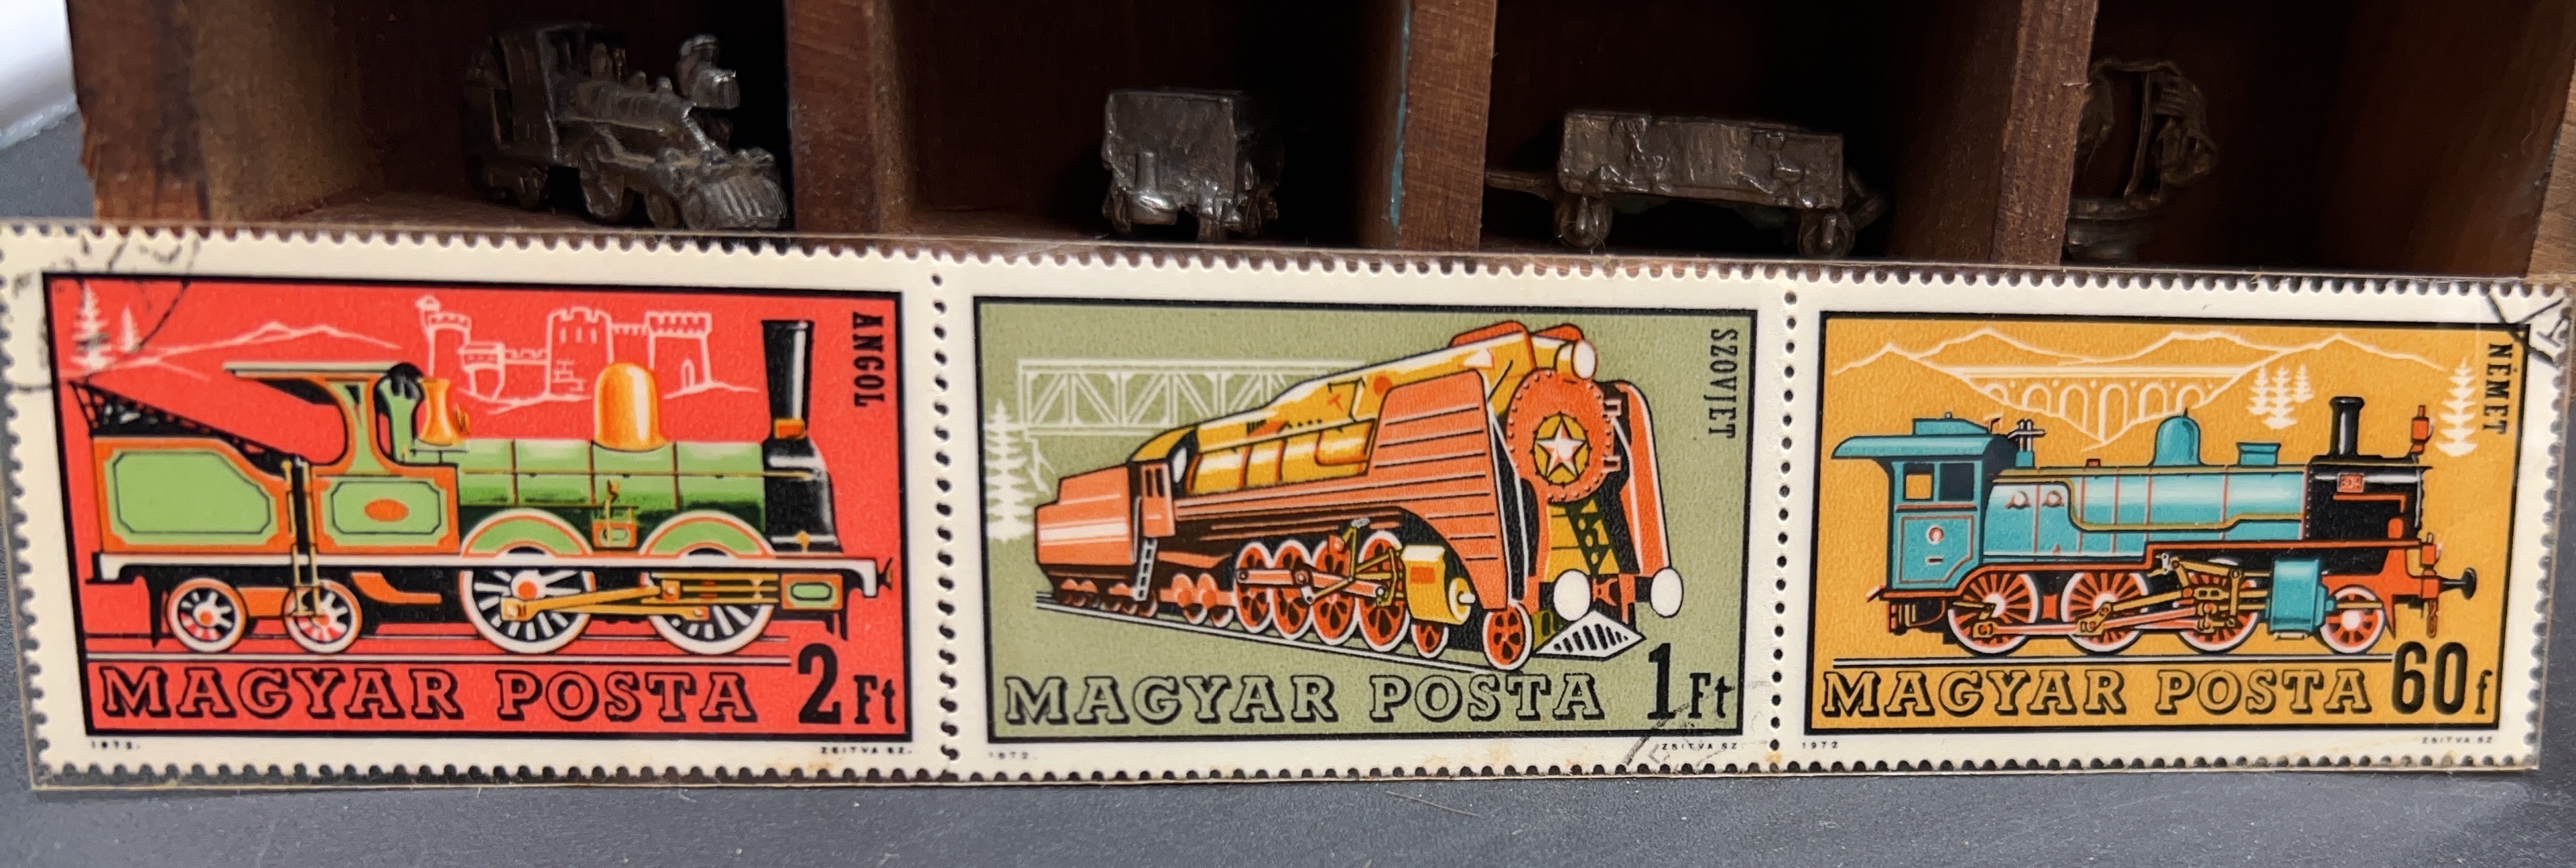 ANGOL
MAGYAR POSTA 2 Ft
1972. ZSITVA SZ.
SZOVJET
MAGYAR POSTA 1 Ft
1972. ZSITVA SZ
NÉMET
MAGYAR POSTA 60 f
1972 ZSITVA SZ